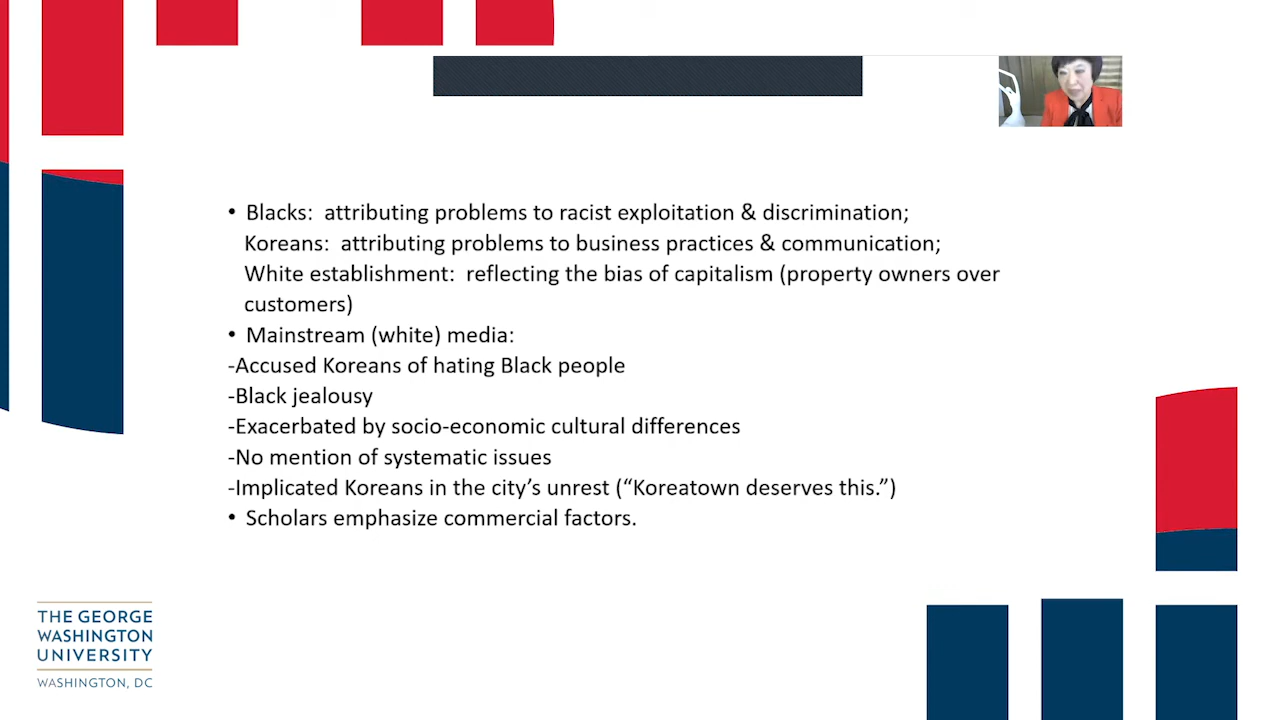 • Blacks:  attributing problems to racist exploitation & discrimination;
Koreans:  attributing problems to business practices & communication;
White establishment:  reflecting the bias of capitalism (property owners over
customers)
• Mainstream (white) media:
-Accused Koreans of hating Black people
-Black jealousy
-Exacerbated by socio-economic cultural differences
-No mention of systematic issues
-Implicated Koreans in the city’s unrest (“Koreatown deserves this.”)
• Scholars emphasize commercial factors.
THE GEORGE
WASHINGTON
UNIVERSITY
WASHINGTON, DC